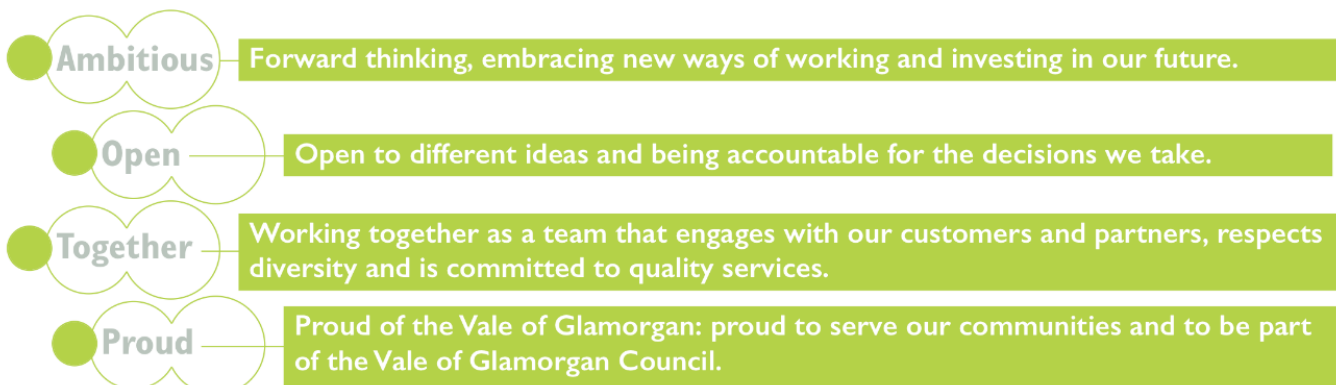 Ambitious
Forward thinking, embracing new ways of working and investing in our future.
Open
Open to different ideas and being accountable for the decisions we take.
Together
Working together as a team that engages with our customers and partners, respects
diversity and is committed to quality services.
Proud
Proud of the Vale of Glamorgan: proud to serve our communities and to be part
of the Vale of Glamorgan Council.